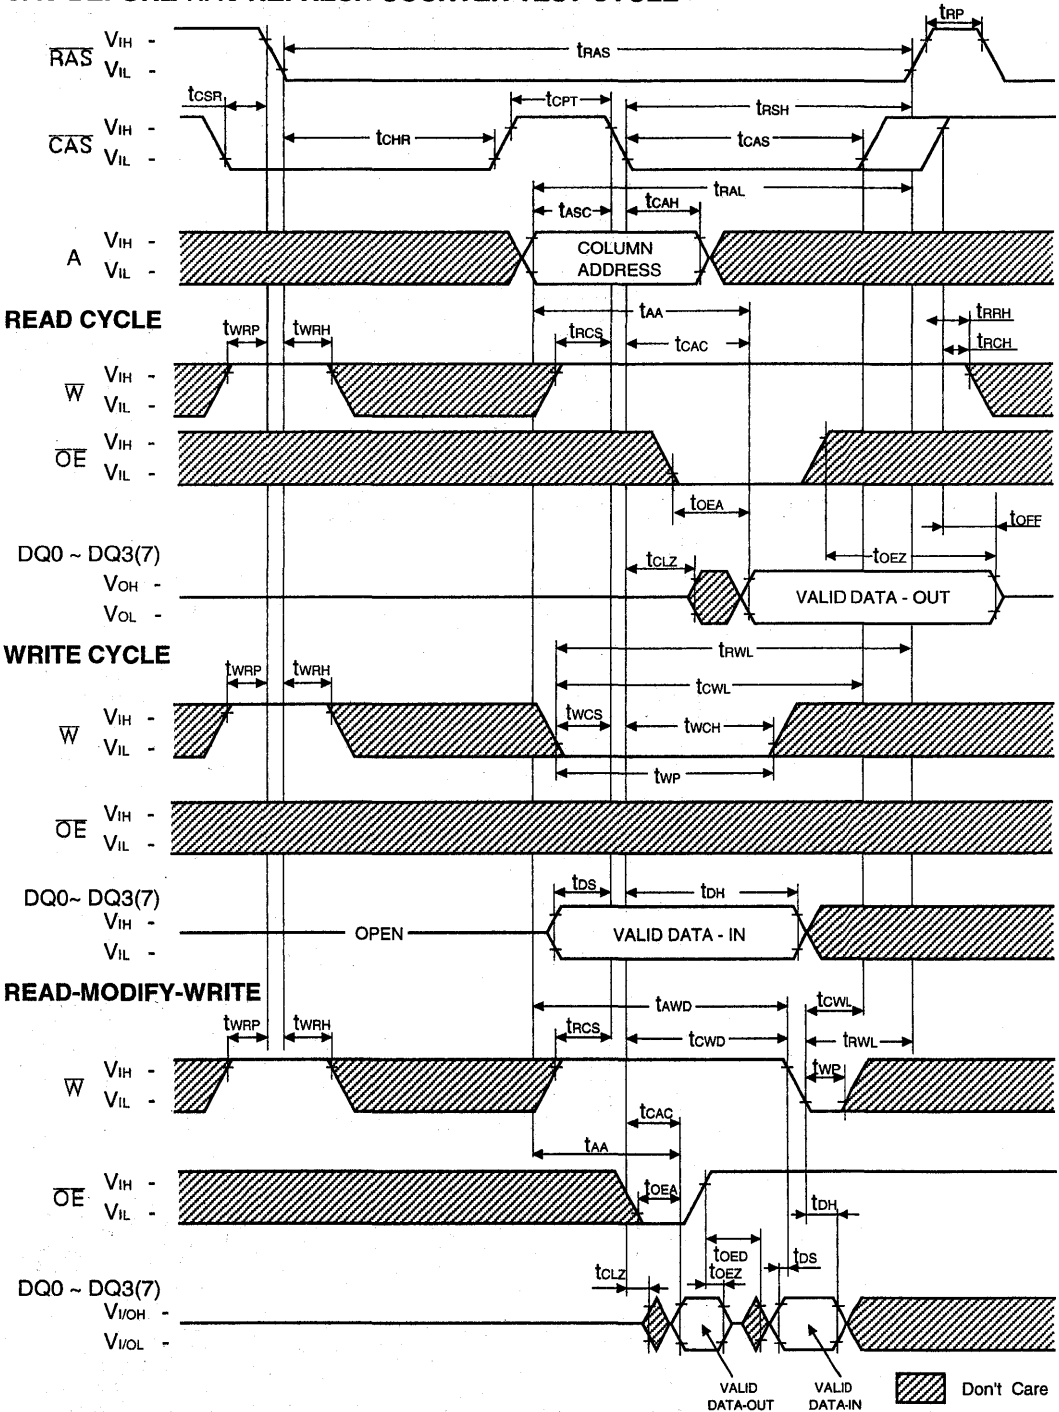 RAS VIH -
VIL -
tRP
tRAS
tCSR
tCPT
tRSH
CAS VIH -
VIL -
tCHR
tCAS
tRAL
tASC
tCAH
A VIH -
VIL -
COLUMN
ADDRESS
READ CYCLE
tWRP
tWRH
tAA
tRCS
tCAC
tRRH
tRCH
W VIH -
VIL -
OE VIH -
VIL -
tOEA
tOFF
tOEZ
tCLZ
DQ0 ~ DQ3(7)
VOH -
VOL -
VALID DATA - OUT
WRITE CYCLE
tWRP
tWRH
tRWL
tCWL
tWCS
tWCH
tWP
W VIH -
VIL -
OE VIH -
VIL -
DQ0~ DQ3(7)
VIH -
VIL -
tDS
tDH
OPEN
VALID DATA - IN
READ-MODIFY-WRITE
tWRP
tWRH
tAWD
tRCS
tCWD
tCWL
tRWL
tWP
W VIH -
VIL -
tCAC
tAA
OE VIH -
VIL -
tOEA
tDH
tOED
tDS
tCLZ
tOEZ
DQ0 ~ DQ3(7)
VI/OH -
VI/OL -
VALID
DATA-OUT
VALID
DATA-IN
Don't Care